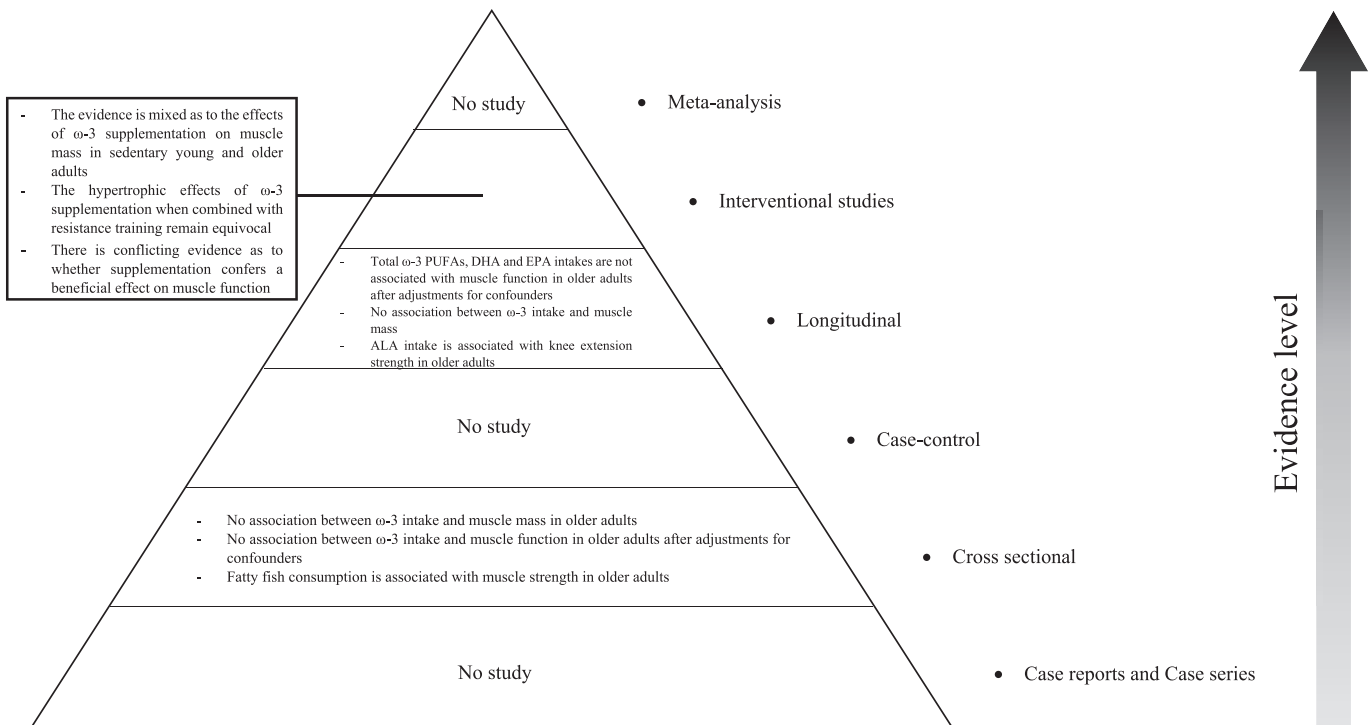 No study
• Meta-analysis
- The evidence is mixed as to the effects
of ω-3 supplementation on muscle
mass in sedentary young and older
adults
- The hypertrophic effects of ω-3
supplementation when combined with
resistance training remain equivocal
- There is conflicting evidence as to
whether supplementation confers a
beneficial effect on muscle function
• Interventional studies
- Total ω-3 PUFAs, DHA and EPA intakes are not
associated with muscle function in older adults
after adjustments for confounders
- No association between ω-3 intake and muscle
mass
- ALA intake is associated with knee extension
strength in older adults
• Longitudinal
No study
• Case-control
- No association between ω-3 intake and muscle mass in older adults
- No association between ω-3 intake and muscle function in older adults after adjustments for
confounders
- Fatty fish consumption is associated with muscle strength in older adults
• Cross sectional
No study
• Case reports and Case series
Evidence level